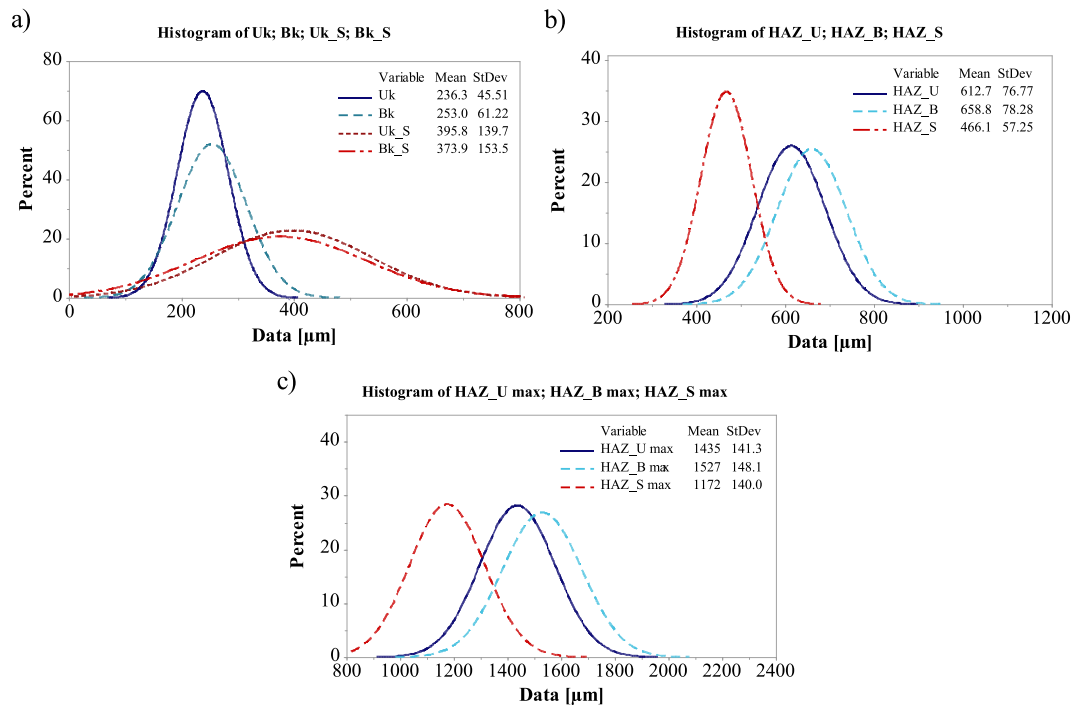 a)
Histogram of Uk; Bk; Uk_S; Bk_S
80
60
40
20
0
Percent
Variable Mean StDev
Uk 236.3 45.51
Bk 253.0 61.22
Uk_S 395.8 139.7
Bk_S 373.9 153.5
0 200 400 600 800
Data [µm]
b)
Histogram of HAZ_U; HAZ_B; HAZ_S
40
30
20
10
0
Percent
Variable Mean StDev
HAZ_U 612.7 76.77
HAZ_B 658.8 78.28
HAZ_S 466.1 57.25
200 400 600 800 1000 1200
Data [µm]
c)
Histogram of HAZ_U max; HAZ_B max; HAZ_S max
40
30
20
10
0
Percent
Variable Mean StDev
HAZ_U max 1435 141.3
HAZ_B max 1527 148.1
HAZ_S max 1172 140.0
800 1000 1200 1400 1600 1800 2000 2200 2400
Data [µm]